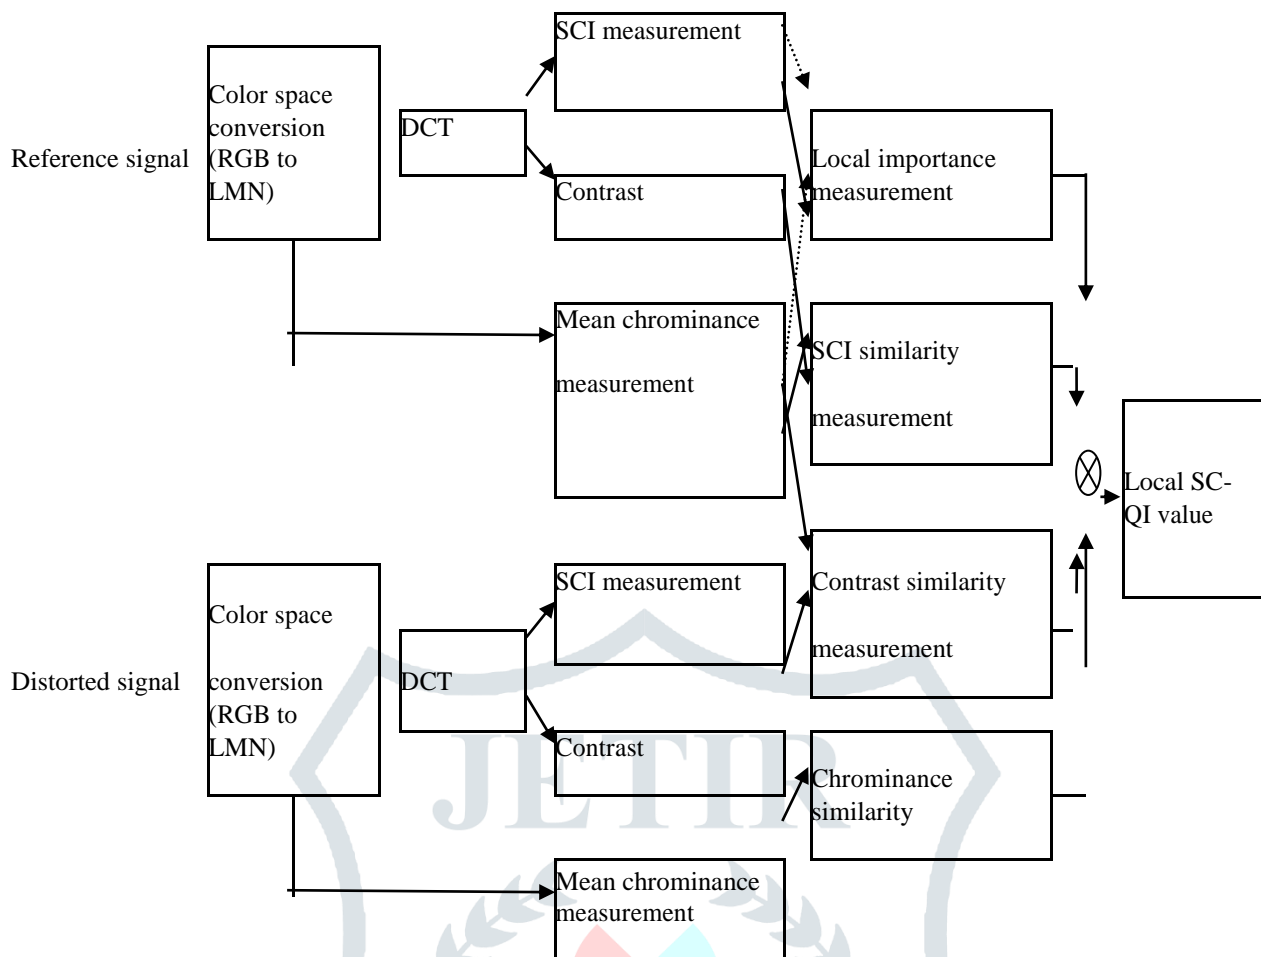 SCI measurement
Color space
conversion
(RGB to
LMN)
DCT
Reference signal
Local importance
measurement
Contrast
Mean chrominance
measurement
SCI similarity
measurement
Local SC-
QI value
SCI measurement
Contrast similarity
measurement
Color space
conversion
(RGB to
LMN)
Distorted signal
DCT
Contrast
Chrominance
similarity
Mean chrominance
measurement
JETIR